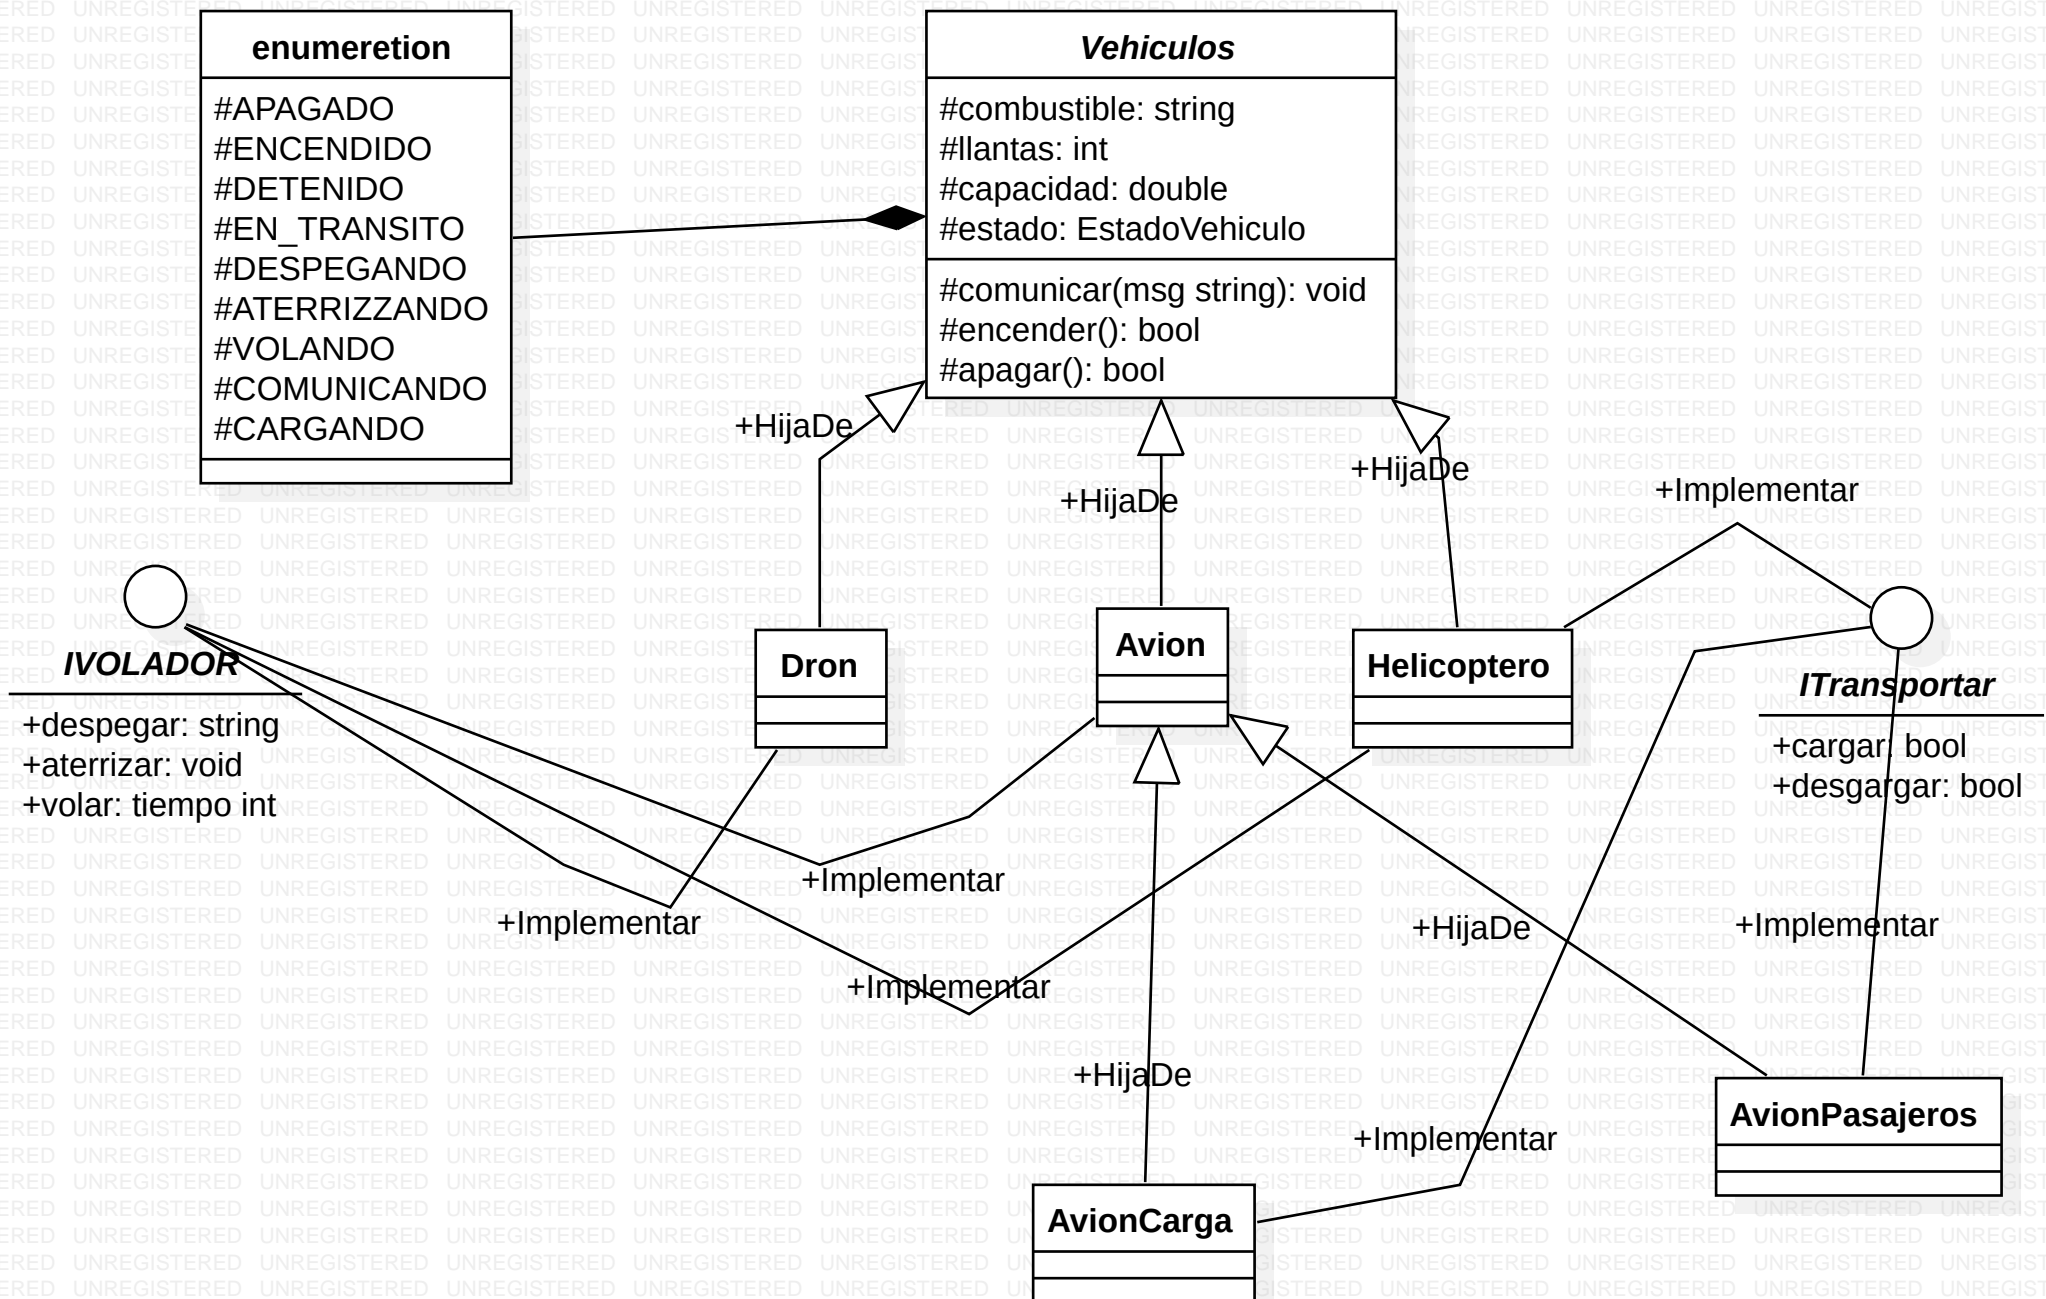 enumeretion
#APAGADO
#ENCENDIDO
#DETENIDO
#EN_TRANSITO
#DESPEGANDO
#ATERRIZZANDO
#VOLANDO
#COMUNICANDO
#CARGANDO
Vehiculos
#combustible: string
#llantas: int
#capacidad: double
#estado: EstadoVehiculo
#comunicar(msg string): void
#encender(): bool
#apagar(): bool
+HijaDe
+HijaDe
+HijaDe
+Implementar
IVOLADOR
+despegar: string
+aterrizar: void
+volar: tiempo int
Dron
Avion
Helicoptero
ITransportar
+cargar: bool
+desgargar: bool
+Implementar
+Implementar
+Implementar
+HijaDe
+Implementar
+HijaDe
+Implementar
AvionPasajeros
AvionCarga
UNREGISTERED